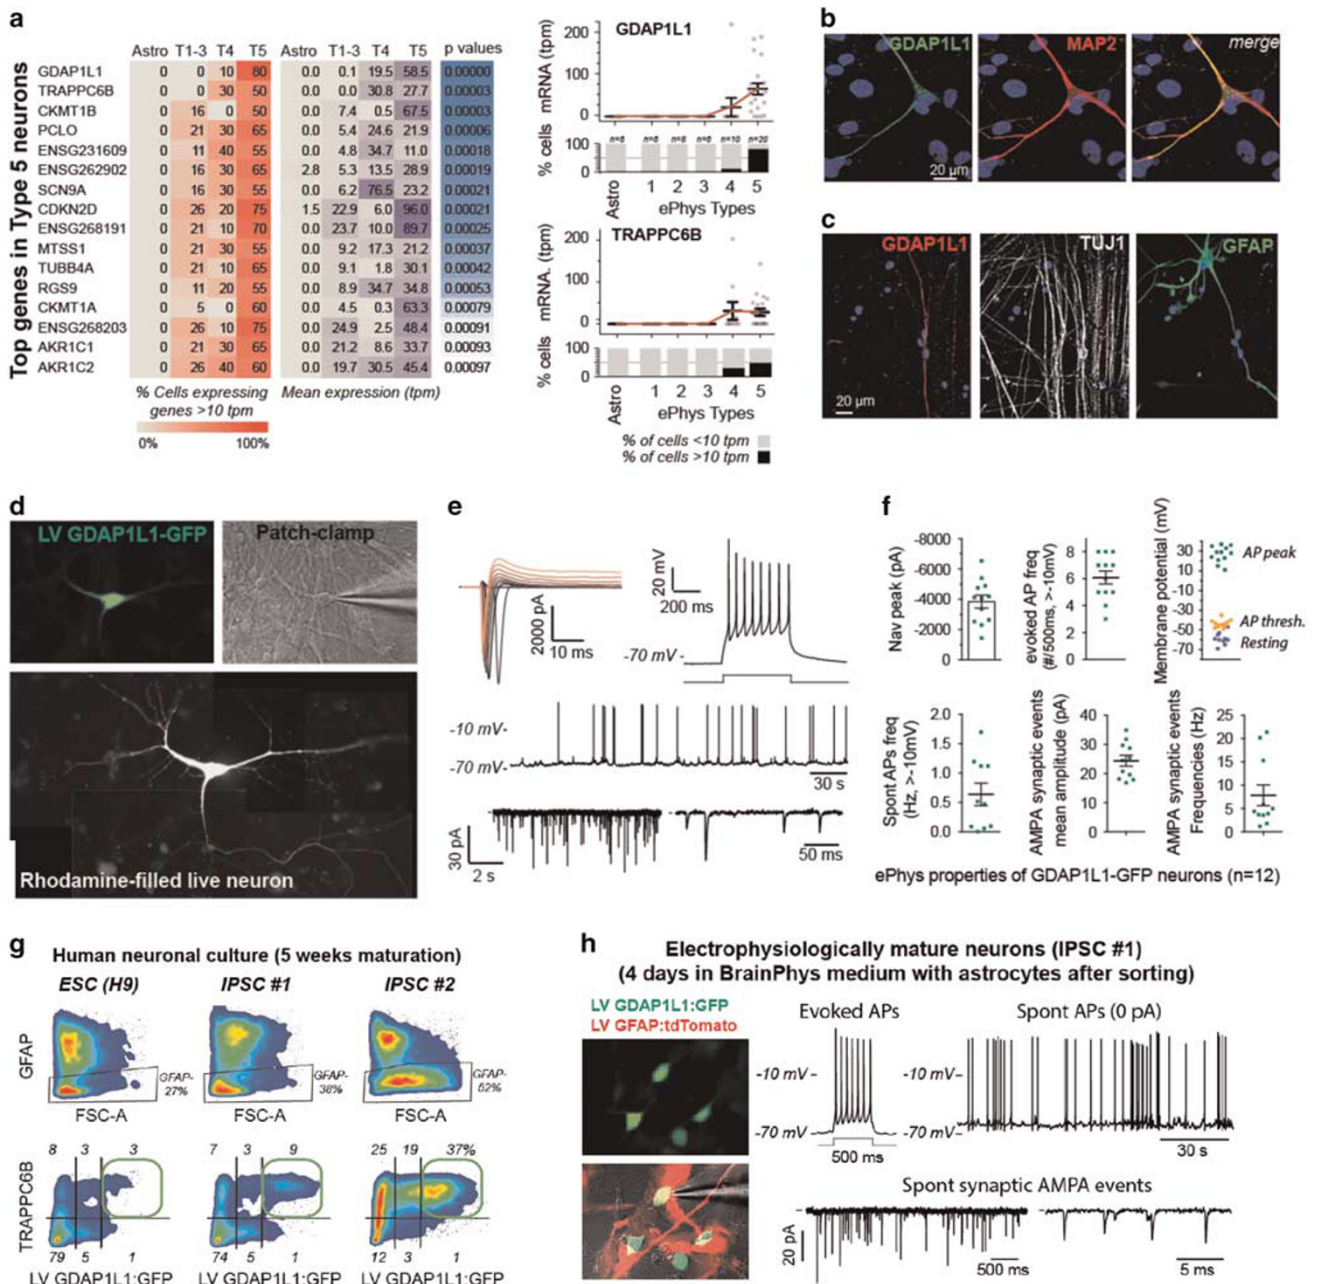 a
Top genes in Type 5 neurons
Astro T1-3 T4 T5 Astro T1-3 T4 T5 p values
GDAP1L1 0 0 10 80 0.0 0.1 19.5 58.5 0.00000
TRAPPC6B 0 0 30 50 0.0 0.0 30.8 27.7 0.00003
CKMT1B 0 16 0 50 0.0 7.4 0.5 67.5 0.00003
PCLO 0 21 30 65 0.0 5.4 24.6 21.9 0.00006
ENSG231609 0 11 40 55 0.0 4.8 34.7 11.0 0.00018
ENSG262902 0 16 30 65 2.8 5.3 13.5 28.9 0.00019
SCN9A 0 16 30 55 0.0 6.2 76.5 23.2 0.00021
CDKN2D 0 26 20 75 1.5 22.9 6.0 96.0 0.00021
ENSG268191 0 21 10 70 0.0 23.7 10.0 89.7 0.00025
MTSS1 0 21 30 55 0.0 9.2 17.3 21.2 0.00037
TUBB4A 0 21 10 65 0.0 9.1 1.8 30.1 0.00042
RGS9 0 11 20 55 0.0 8.9 34.7 34.8 0.00053
CKMT1A 0 5 0 60 0.0 4.5 0.3 63.3 0.00079
ENSG268203 0 26 10 75 0.0 24.9 2.5 48.4 0.00091
AKR1C1 0 21 30 65 0.0 21.2 8.6 33.7 0.00093
AKR1C2 0 26 40 60 0.0 19.7 30.5 45.4 0.00097
% Cells expressing
genes >10 tpm
Mean expression (tpm)
0% 100%
GDAP1L1
mRNA (tpm)
200
100
0
% cells
100
0
n=6 n=6 n=6 n=6 n=10 n=20
Astro 1 2 3 4 5
ePhys Types
TRAPPC6B
mRNA. (tpm)
200
100
0
% cells
100
0
Astro 1 2 3 4 5
ePhys Types
% of cells <10 tpm
% of cells >10 tpm
b
GDAP1L1 MAP2 merge
20 µm
c
GDAP1L1 TUJ1 GFAP
20 µm
d
LV GDAP1L1-GFP Patch-clamp
Rhodamine-filled live neuron
e
2000 pA
10 ms
20 mV
200 ms
-70 mV -
-10 mV-
-70 mV-
30 s
30 pA
2 s
50 ms
f
Nav peak (pA)
-8000
-6000
-4000
-2000
0
evoked AP freq
(#/500ms, >-10mV)
8
6
4
2
0
Membrane potential (mV)
30
10
-10
-30
-50
-70
AP peak
AP thresh.
Resting
Spont APs freq
(Hz, >-10mV)
2.0
1.5
1.0
0.5
0.0
AMPA synaptic events
mean amplitude (pA)
40
30
20
10
0
AMPA synaptic events
Frequencies (Hz)
25
20
15
10
5
0
ePhys properties of GDAP1L1-GFP neurons (n=12)
g
Human neuronal culture (5 weeks maturation)
ESC (H9) IPSC #1 IPSC #2
GFAP
GFAP-
27%
GFAP-
38%
GFAP-
62%
FSC-A FSC-A FSC-A
TRAPPC6B
8 3 3 7 3 9 25 19 37%
79 5 1 74 5 1 12 3 1
LV GDAP1L1:GFP LV GDAP1L1:GFP LV GDAP1L1:GFP
h
Electrophysiologically mature neurons (IPSC #1)
(4 days in BrainPhys medium with astrocytes after sorting)
LV GDAP1L1:GFP
LV GFAP:tdTomato
Evoked APs
-10 mV -
-70 mV -
500 ms
Spont APs (0 pA)
-10 mV-
-70 mV-
30 s
Spont synaptic AMPA events
20 pA
500 ms
5 ms